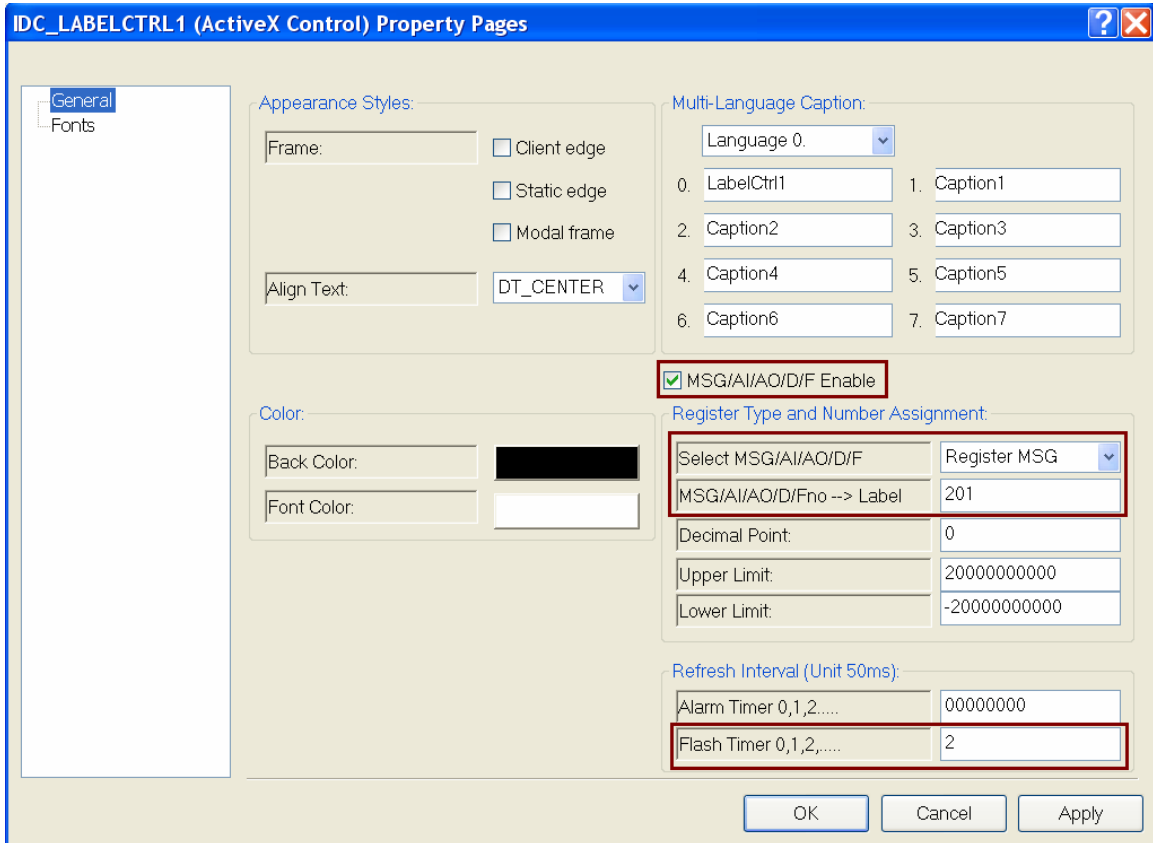 IDC_LABELCTRL1 (ActiveX Control) Property Pages
General
Fonts
Appearance Styles:
Frame:
Client edge
Static edge
Modal frame
Align Text:
DT_CENTER
Multi-Language Caption:
Language 0.
0. LabelCtrl1 1. Caption1
2. Caption2 3. Caption3
4. Caption4 5. Caption5
6. Caption6 7. Caption7
MSG/AI/AO/D/F Enable
Color:
Back Color:
Font Color:
Register Type and Number Assignment:
Select MSG/AI/AO/D/F Register MSG
MSG/AI/AO/D/Fno --> Label 201
Decimal Point: 0
Upper Limit: 20000000000
Lower Limit: -20000000000
Refresh Interval (Unit 50ms):
Alarm Timer 0,1,2..... 00000000
Flash Timer 0,1,2,..... 2
OK Cancel Apply